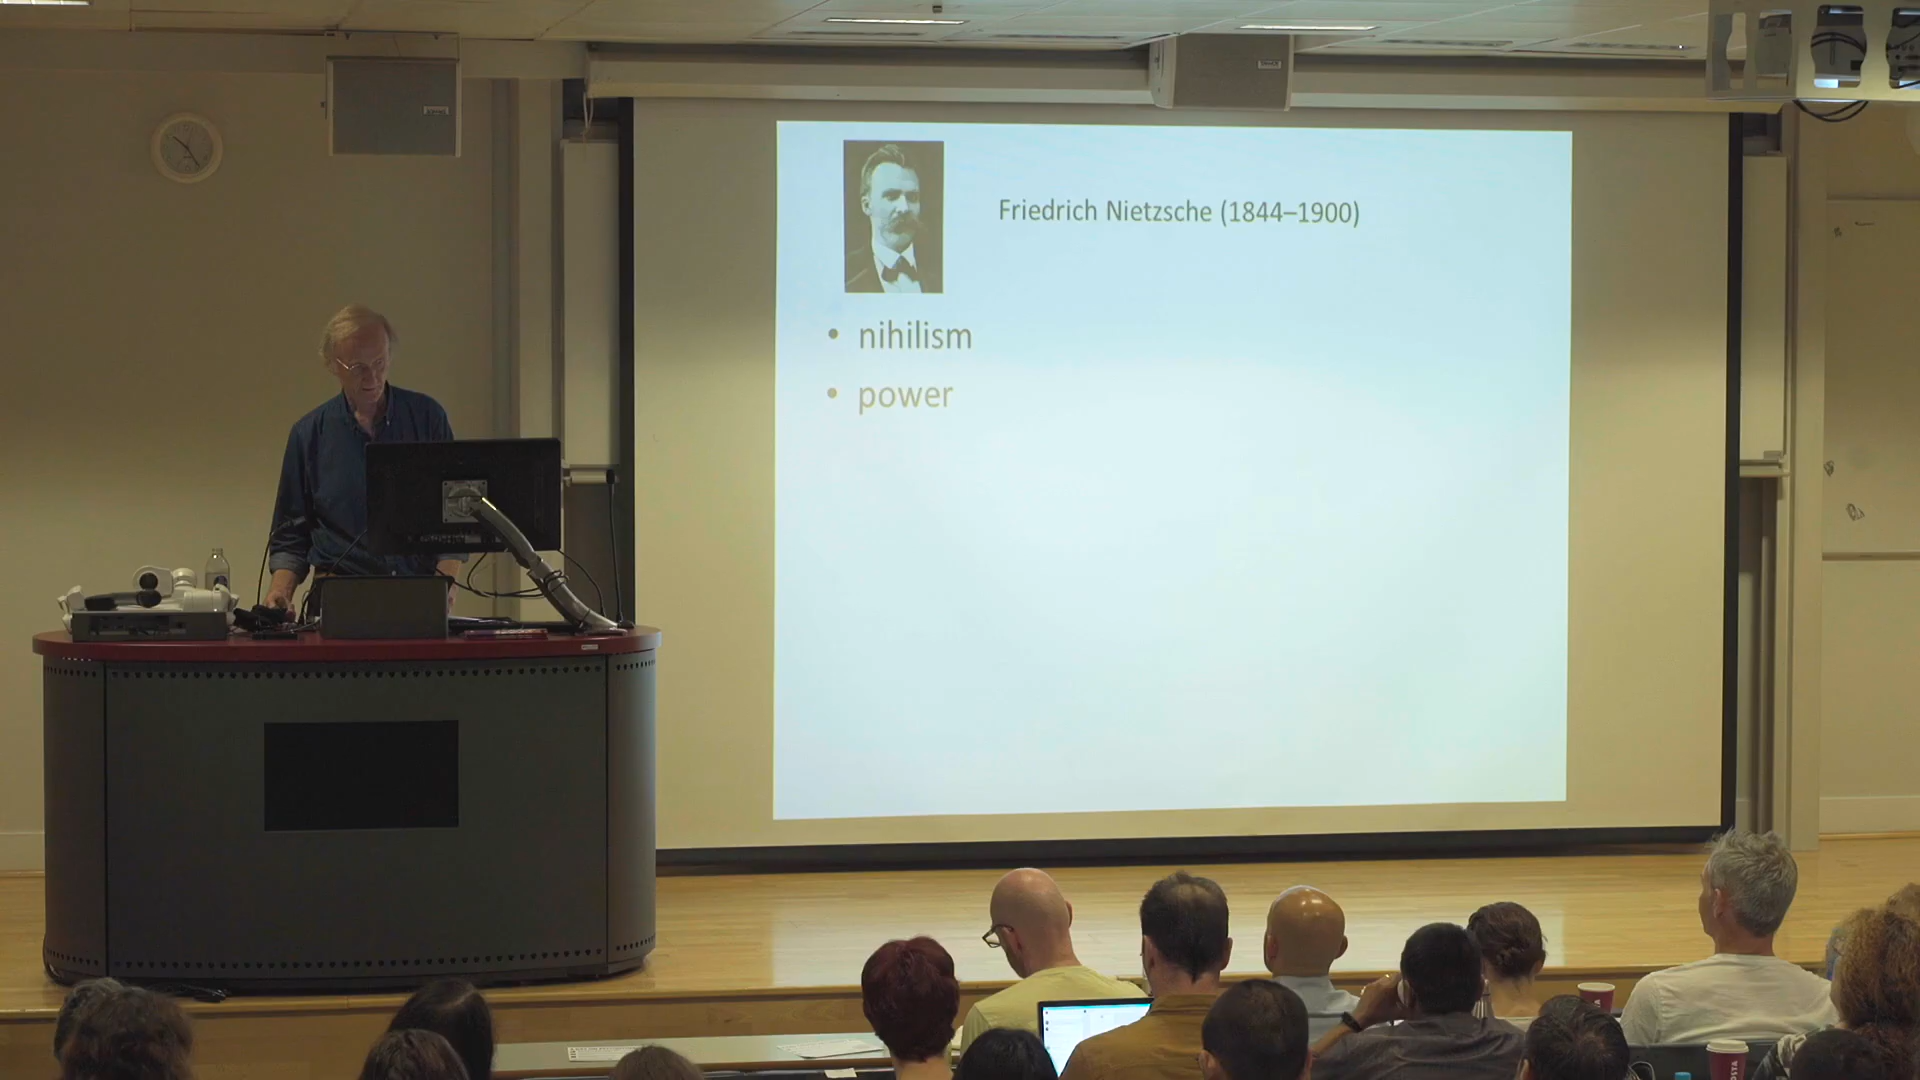 Friedrich Nietzsche (1844–1900)
• nihilism
• power